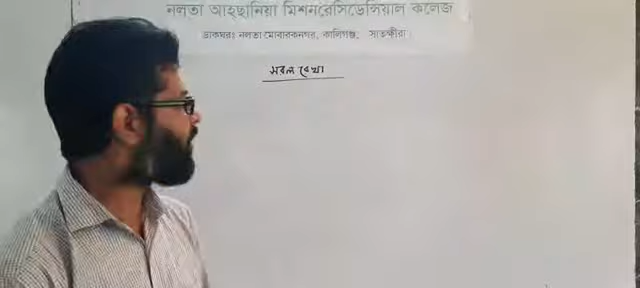 নলতা আহ্ছানিয়া মিশনরেসিডেন্সিয়াল কলেজ
ডাকঘরঃ নলতা মোবারকনগর, কালিগঞ্জ, সাতক্ষীরা
সরল রেখা